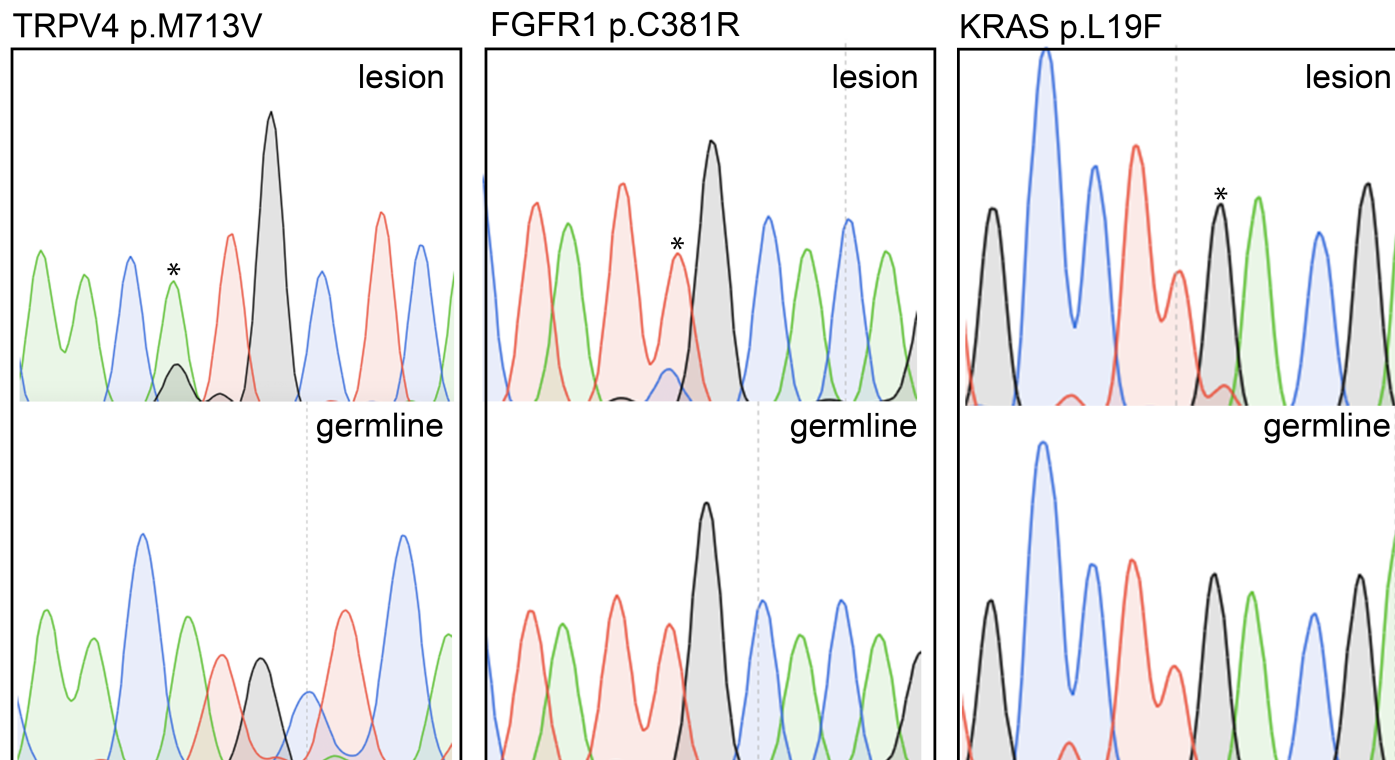 TRPV4 p.M713V
FGFR1 p.C381R
KRAS p.L19F
lesion
lesion
lesion
*
*
*
germline
germline
germline